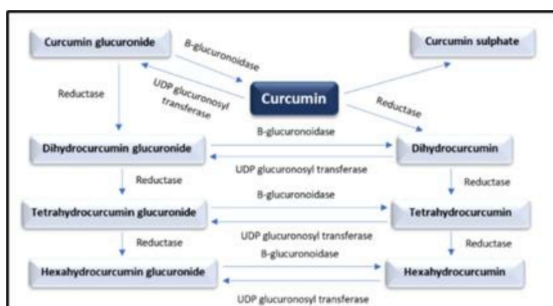 Curcumin glucuronide
B-glucuronoidase
Curcumin sulphate
UDP glucuronosyl
transferase
Curcumin
Reductase
Reductase
B-glucuronoidase
Dihydrocurcumin glucuronide
Dihydrocurcumin
UDP glucuronosyl transferase
Reductase
Reductase
B-glucuronoidase
Tetrahydrocurcumin glucuronide
Tetrahydrocurcumin
UDP glucuronosyl transferase
Reductase
Reductase
B-glucuronoidase
Hexahydrocurcumin glucuronide
Hexahydrocurcumin
UDP glucuronosyl transferase